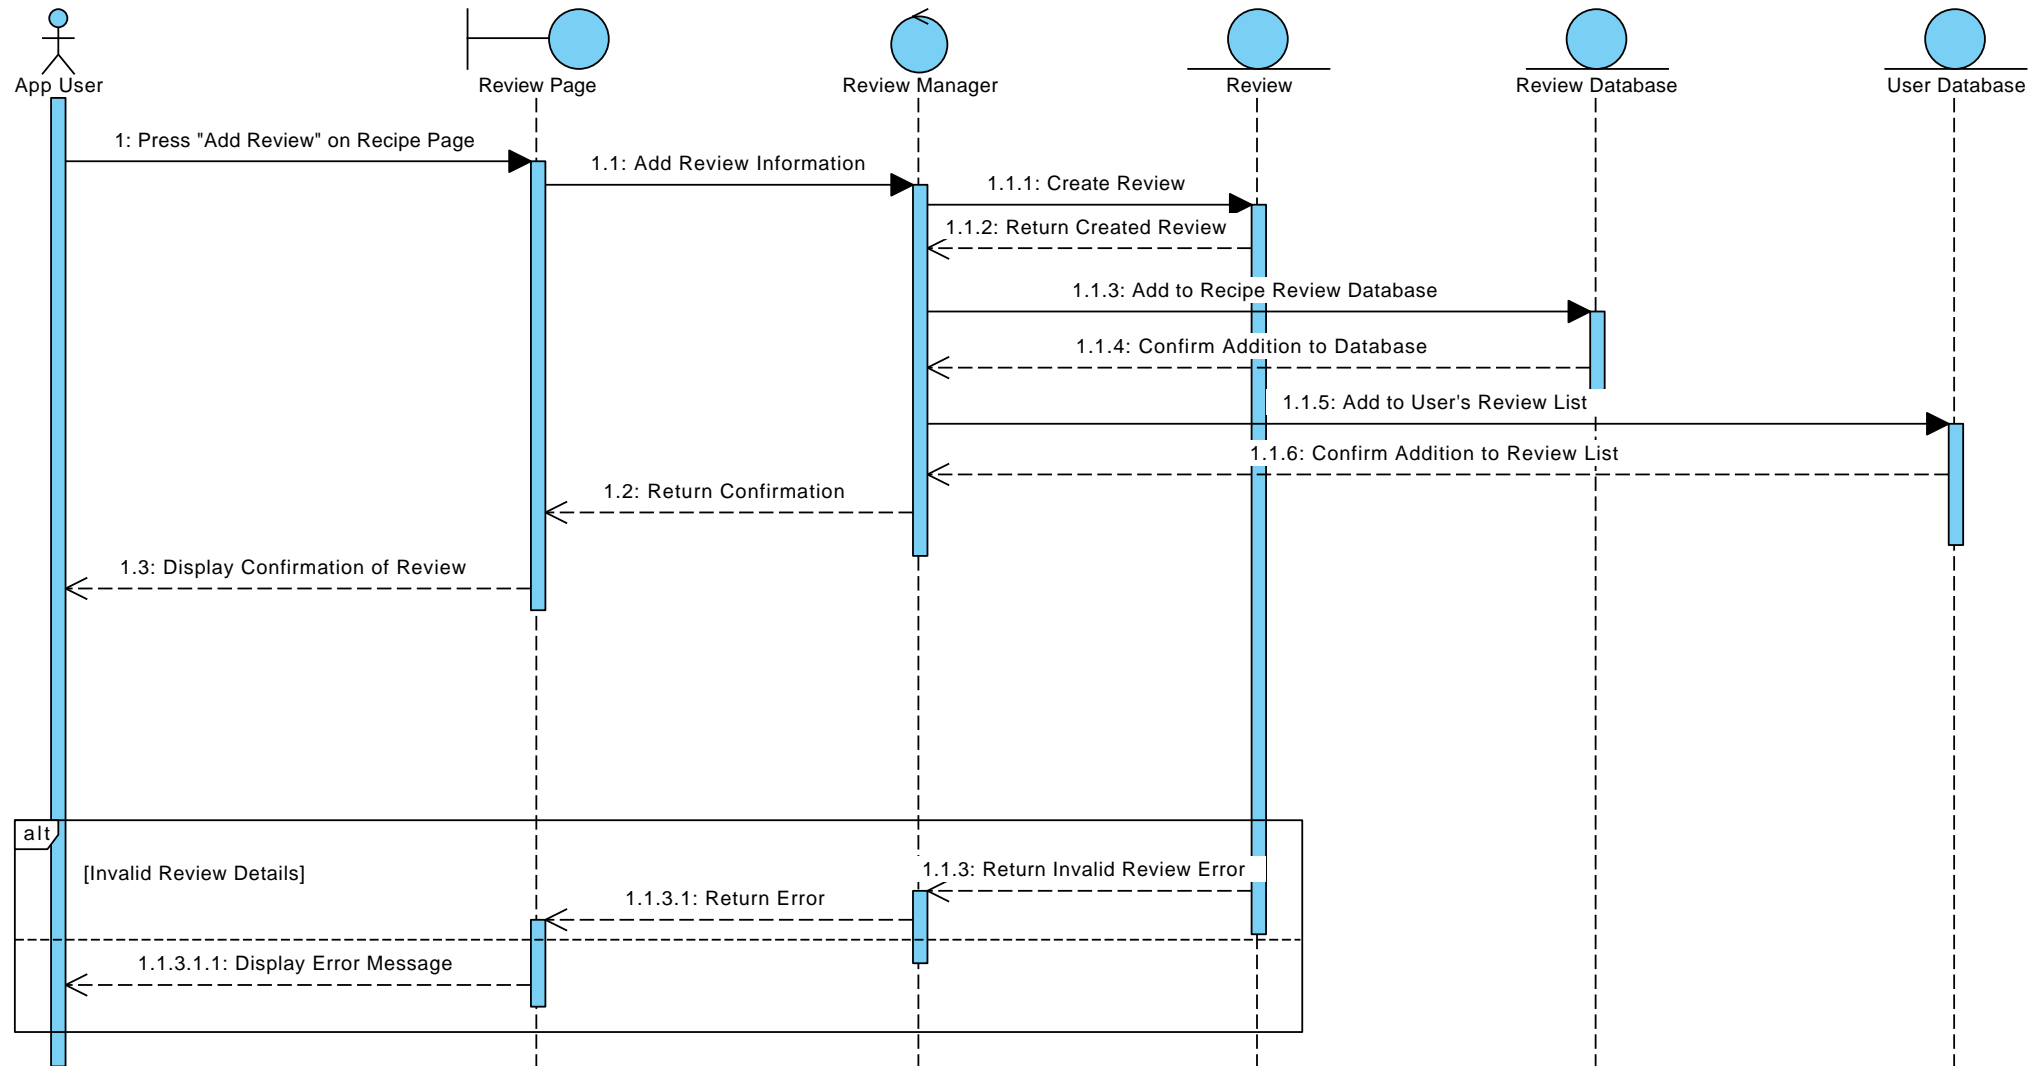 App User
Review Page
Review Manager
Review
Review Database
User Database
1: Press "Add Review" on Recipe Page
1.1: Add Review Information
1.1.1: Create Review
1.1.2: Return Created Review
1.1.3: Add to Recipe Review Database
1.1.4: Confirm Addition to Database
1.1.5: Add to User's Review List
1.1.6: Confirm Addition to Review List
1.2: Return Confirmation
1.3: Display Confirmation of Review
alt
[Invalid Review Details]
1.1.3: Return Invalid Review Error
1.1.3.1: Return Error
1.1.3.1.1: Display Error Message